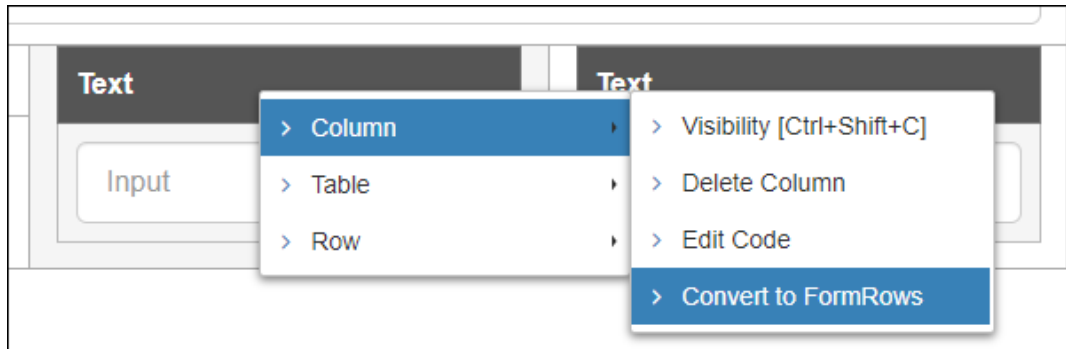 Text
Text
Column
Visibility [Ctrl+Shift+C]
Input
Table
Delete Column
Row
Edit Code
Convert to FormRows